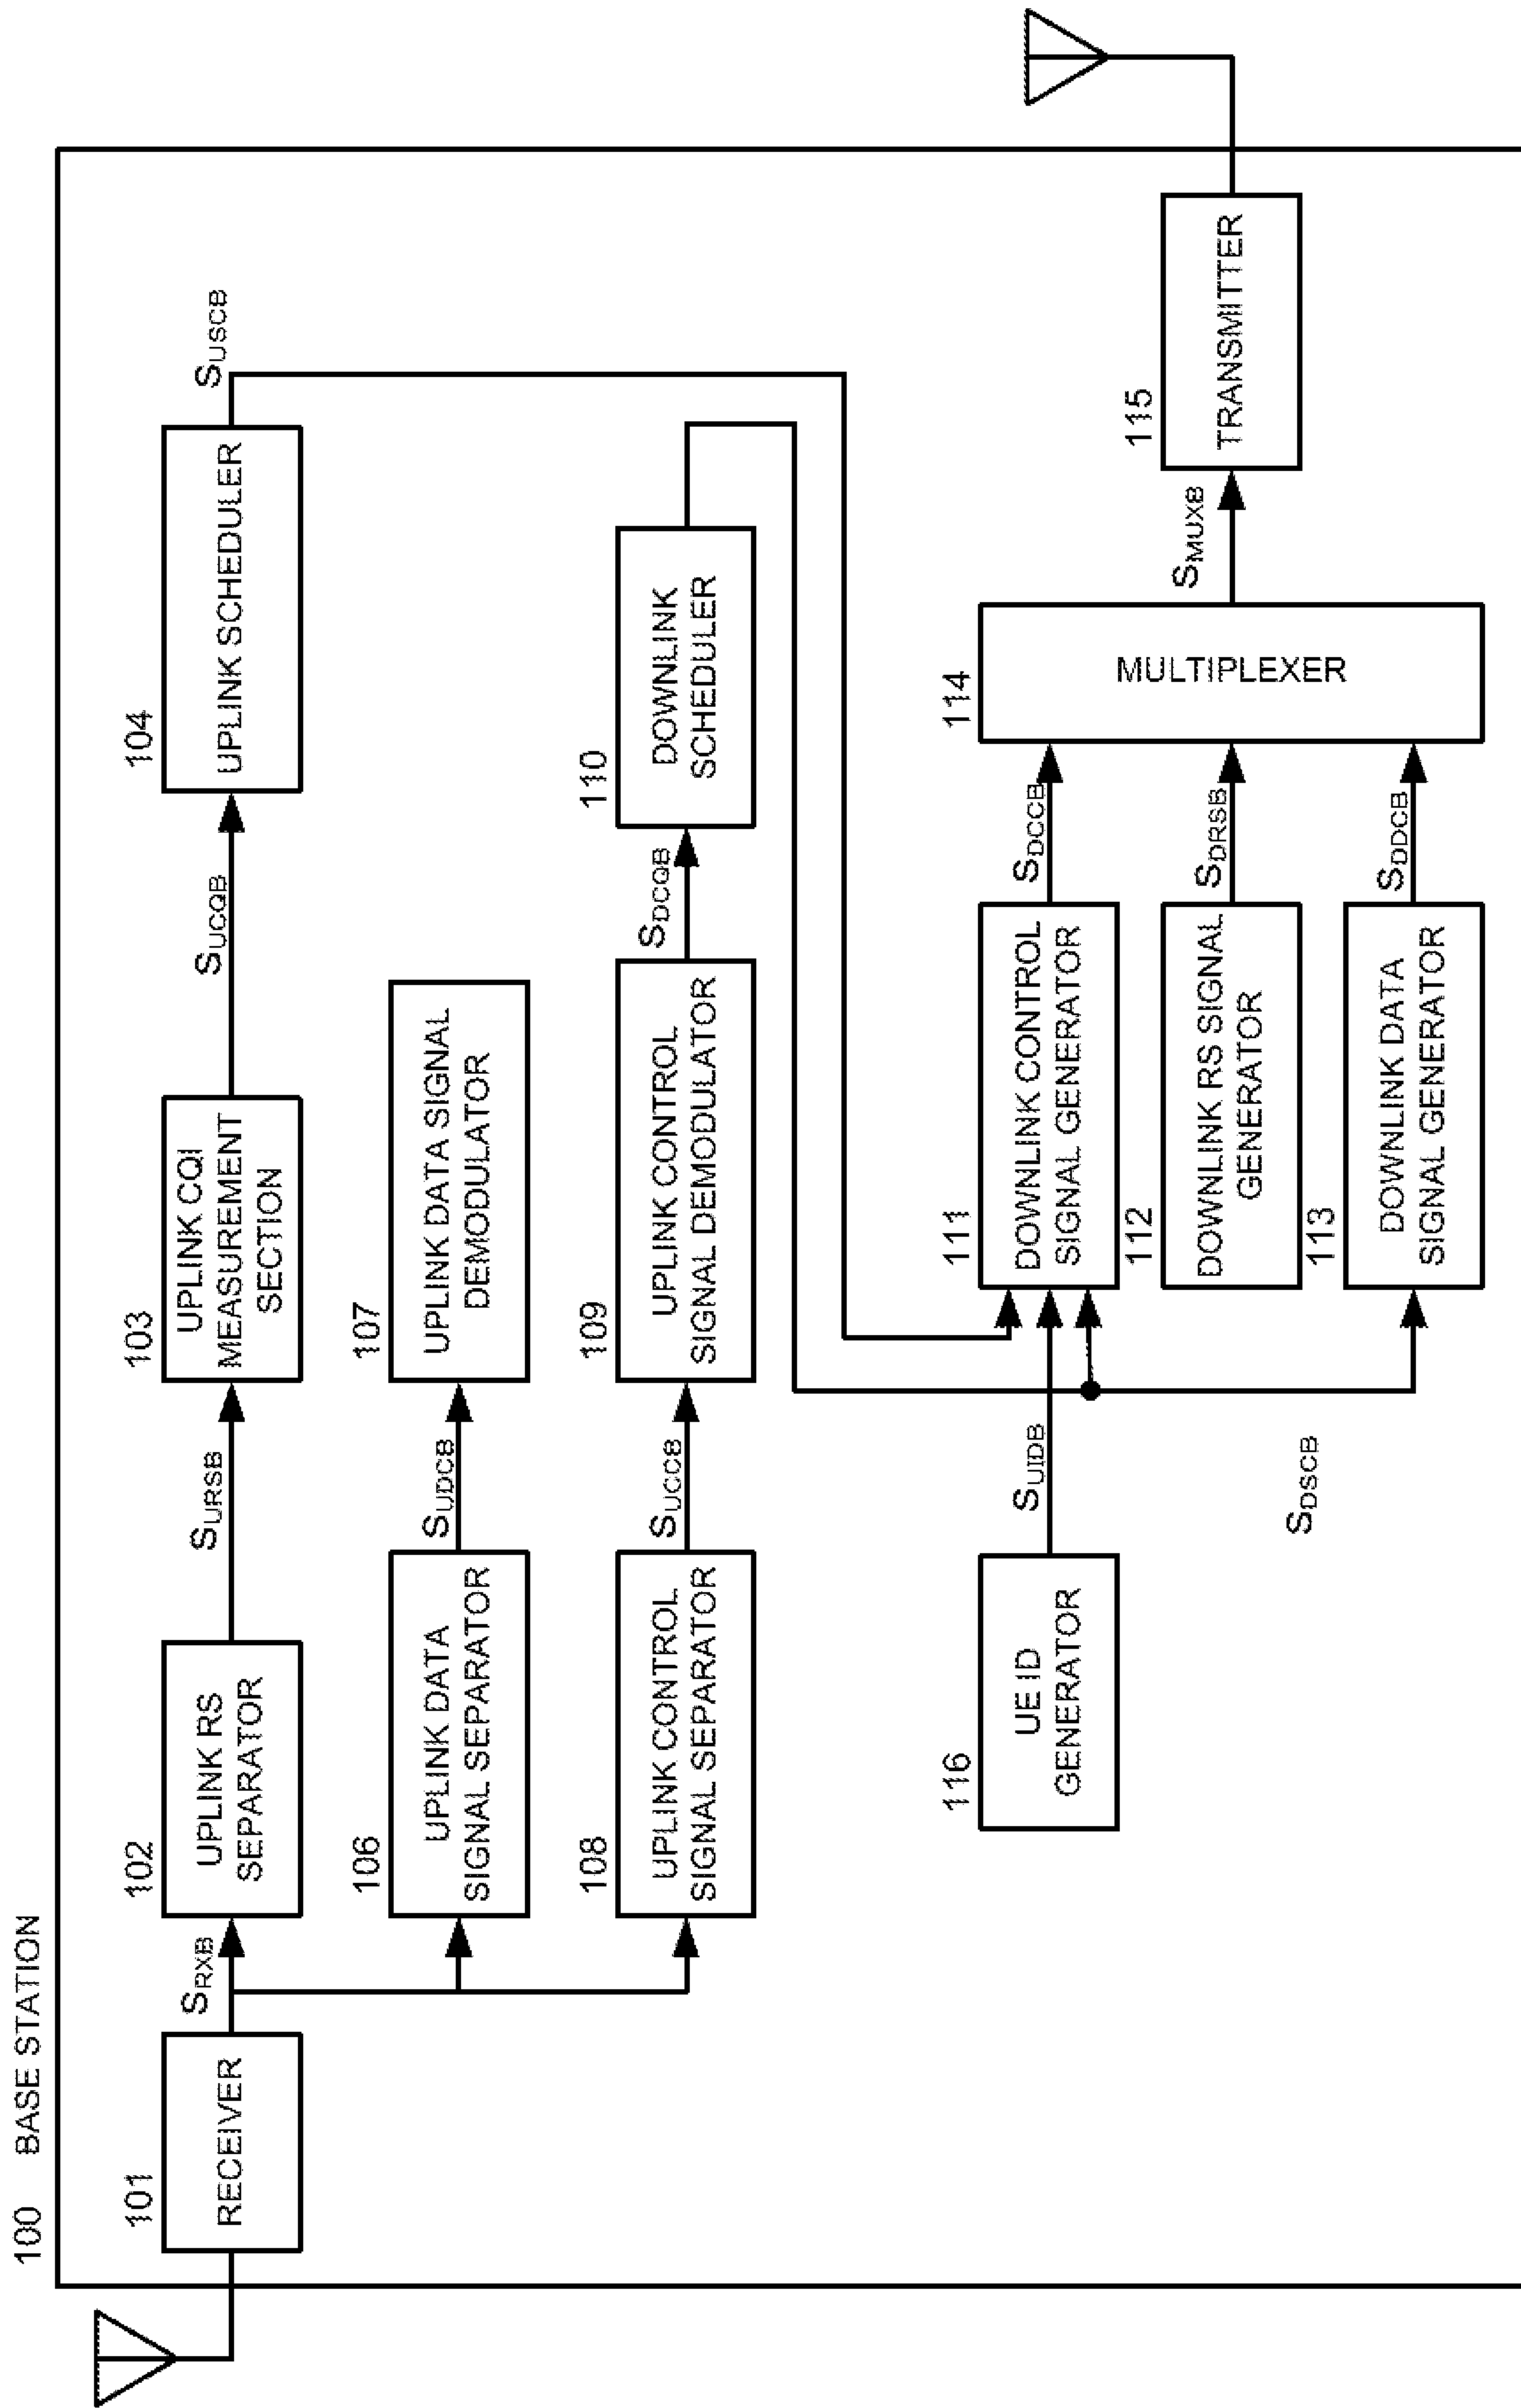 100 BASE STATION
101
RECEIVER
S_RXB
102
UPLINK RS
SEPARATOR
S_URSB
103
UPLINK CQI
MEASUREMENT
SECTION
S_UCQB
104
UPLINK SCHEDULER
S_USCB
106
UPLINK DATA
SIGNAL SEPARATOR
S_UDCB
107
UPLINK DATA SIGNAL
DEMODULATOR
108
UPLINK CONTROL
SIGNAL SEPARATOR
S_UCCB
109
UPLINK CONTROL
SIGNAL DEMODULATOR
S_DCQB
110
DOWNLINK
SCHEDULER
116
UE ID
GENERATOR
S_UIDB
S_DSCB
111
DOWNLINK CONTROL
SIGNAL GENERATOR
S_DCCB
112
DOWNLINK RS SIGNAL
GENERATOR
S_DRSB
113
DOWNLINK DATA
SIGNAL GENERATOR
S_DDCB
114
MULTIPLEXER
S_MUXB
115
TRANSMITTER